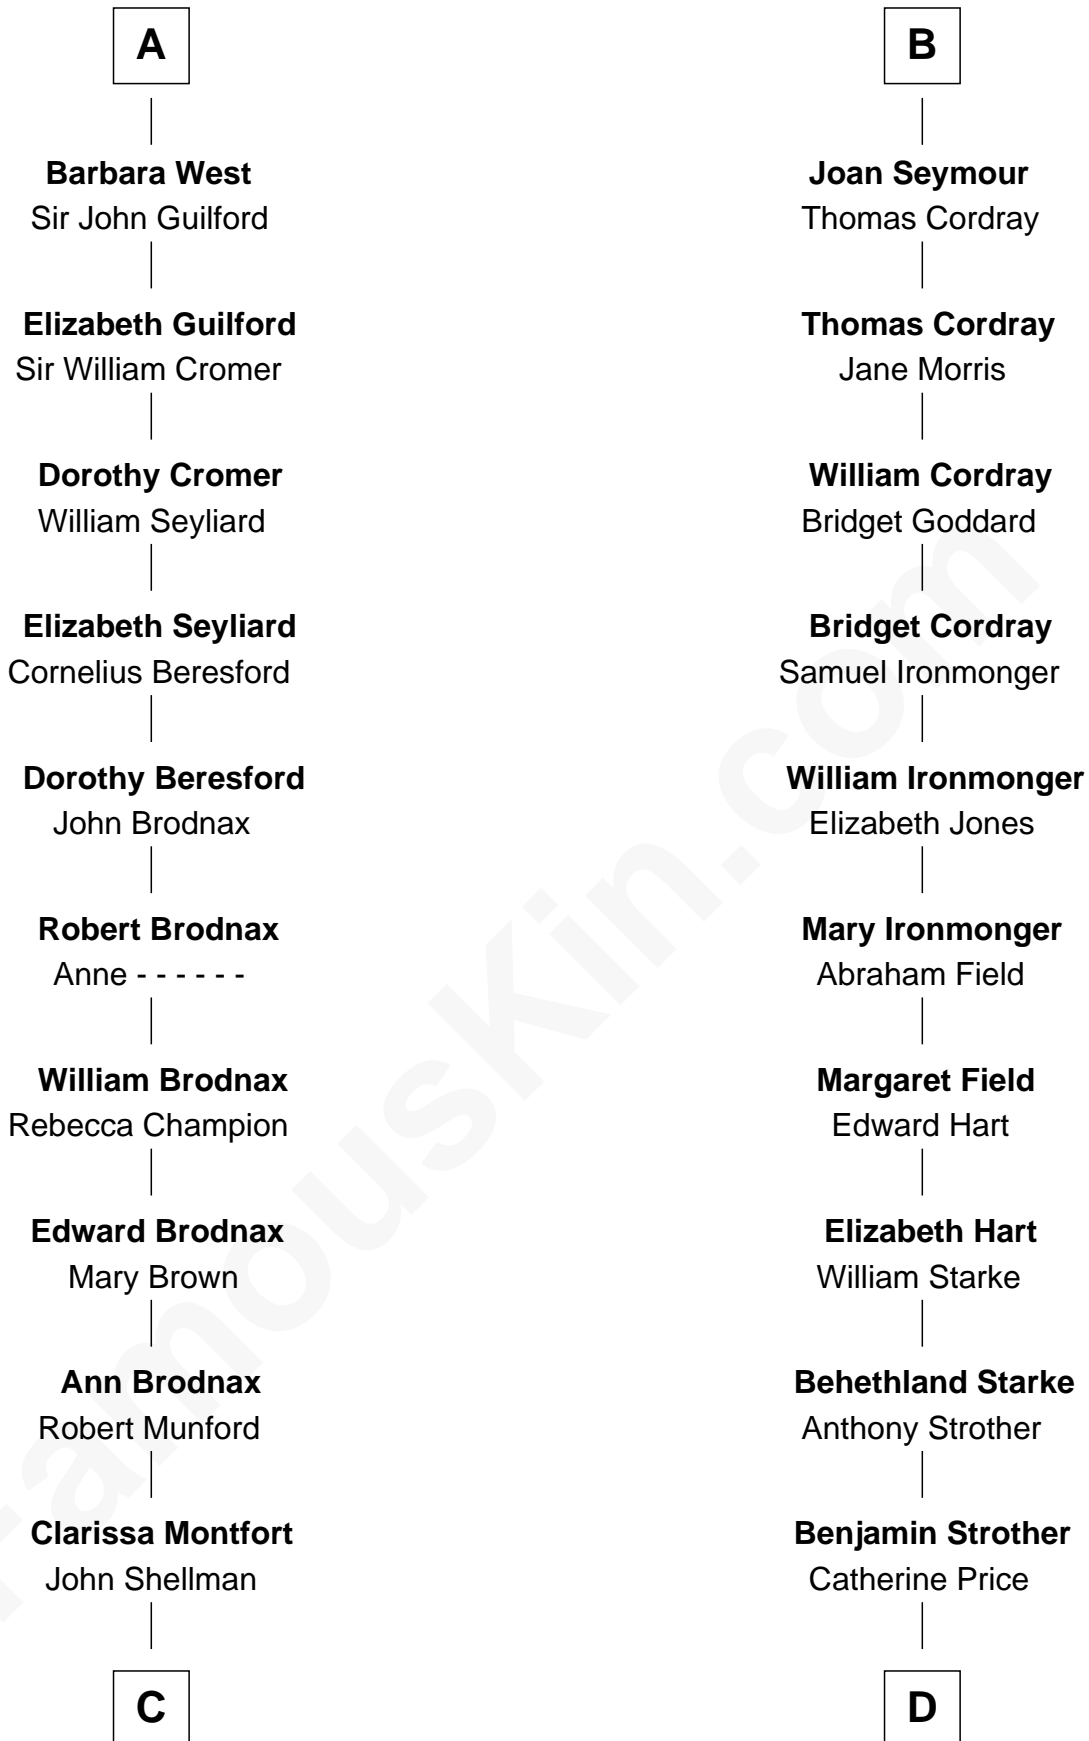 A
Barbara West
Sir John Guilford
Elizabeth Guilford
Sir William Cromer
Dorothy Cromer
William Seyliard
Elizabeth Seyliard
Cornelius Beresford
Dorothy Beresford
John Brodnax
Robert Brodnax
Anne - - - - - -
William Brodnax
Rebecca Champion
Edward Brodnax
Mary Brown
Ann Brodnax
Robert Munford
Clarissa Montfort
John Shellman
C
B
Joan Seymour
Thomas Cordray
Thomas Cordray
Jane Morris
William Cordray
Bridget Goddard
Bridget Cordray
Samuel Ironmonger
William Ironmonger
Elizabeth Jones
Mary Ironmonger
Abraham Field
Margaret Field
Edward Hart
Elizabeth Hart
William Starke
Behethland Starke
Anthony Strother
Benjamin Strother
Catherine Price
D
FamousKin.com